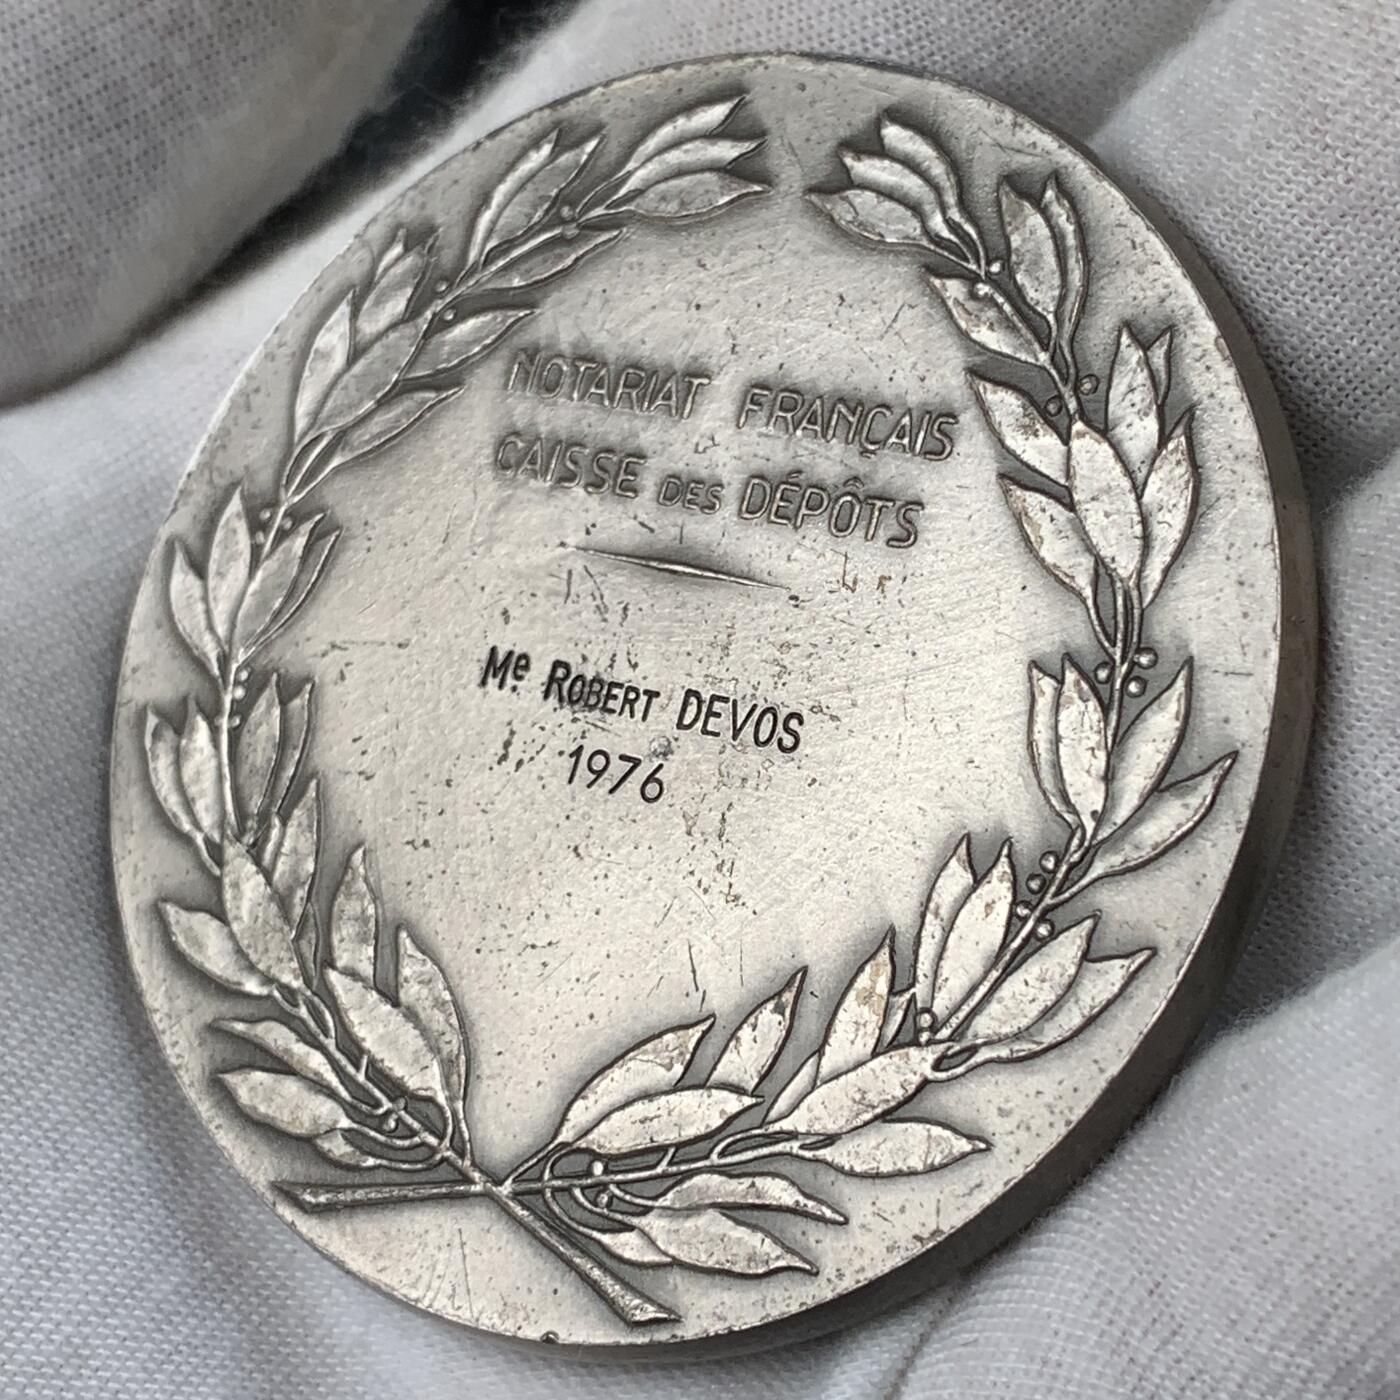 NOTARIAT FRANÇAIS
CAISSE DES DÉPÔTS
Me ROBERT DEVOS
1976